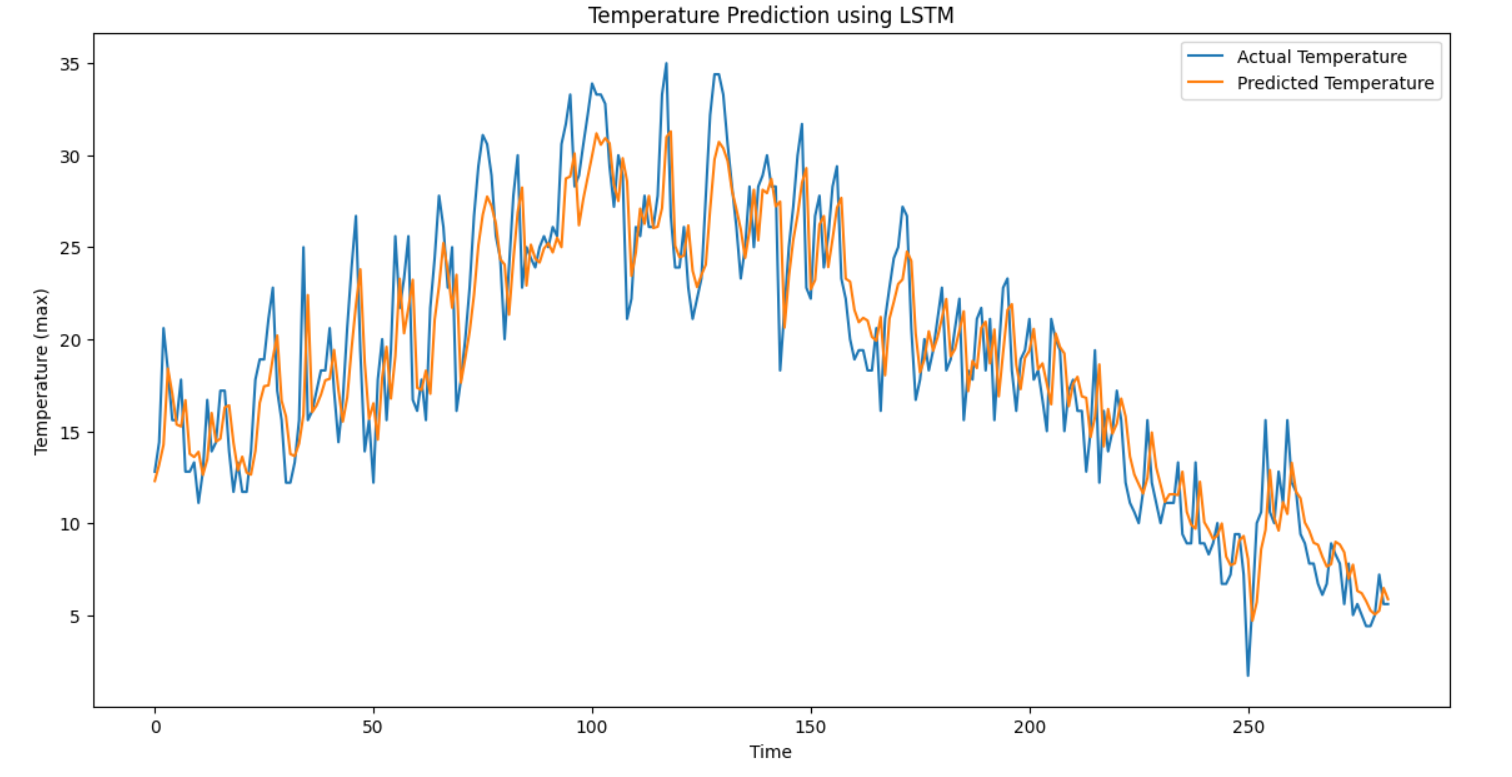 Temperature Prediction using LSTM
Actual Temperature
Predicted Temperature
Temperature (max)
35
30
25
20
15
10
5
0
50
100
150
200
250
Time